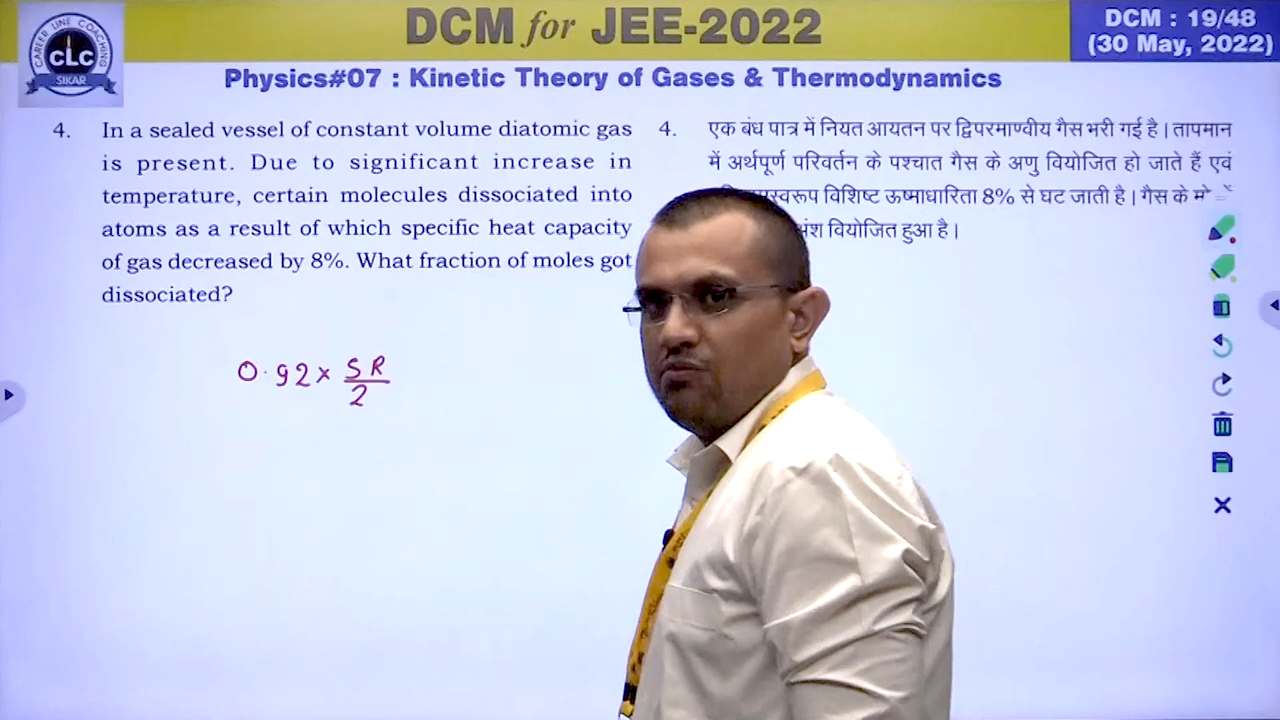 CAREER LINE COACHING
CLC
SIKAR
DCM for JEE-2022
DCM : 19/48
(30 May, 2022)
Physics#07 : Kinetic Theory of Gases & Thermodynamics
4. In a sealed vessel of constant volume diatomic gas
is present. Due to significant increase in
temperature, certain molecules dissociated into
atoms as a result of which specific heat capacity
of gas decreased by 8%. What fraction of moles got
dissociated?
4. एक बंध पात्र में नियत आयतन पर द्विपरमाण्वीय गैस भरी गई है। तापमान
में अर्थपूर्ण परिवर्तन के पश्चात गैस के अणु वियोजित हो जाते हैं एवं
विशिष्ट ऊष्माधारिता 8% से घट जाती है। गैस के
वियोजित हुआ है।
0.92 × 5R/2